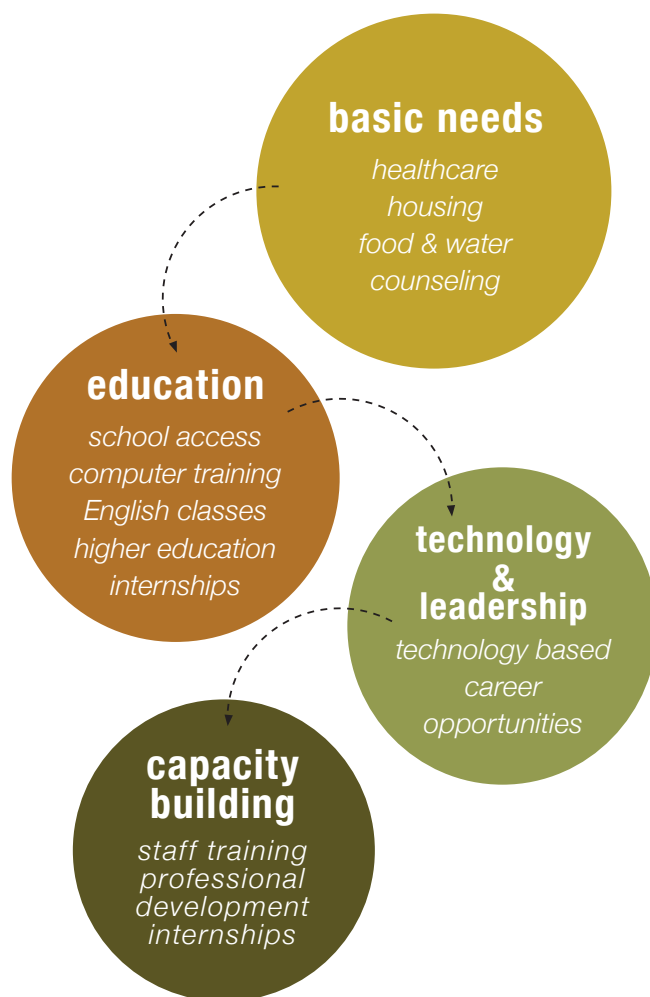 basic needs
healthcare
housing
food & water
counseling
education
school access
computer training
English classes
higher education
internships
technology
&
leadership
technology based
career
opportunities
capacity
building
staff training
professional
development
internships